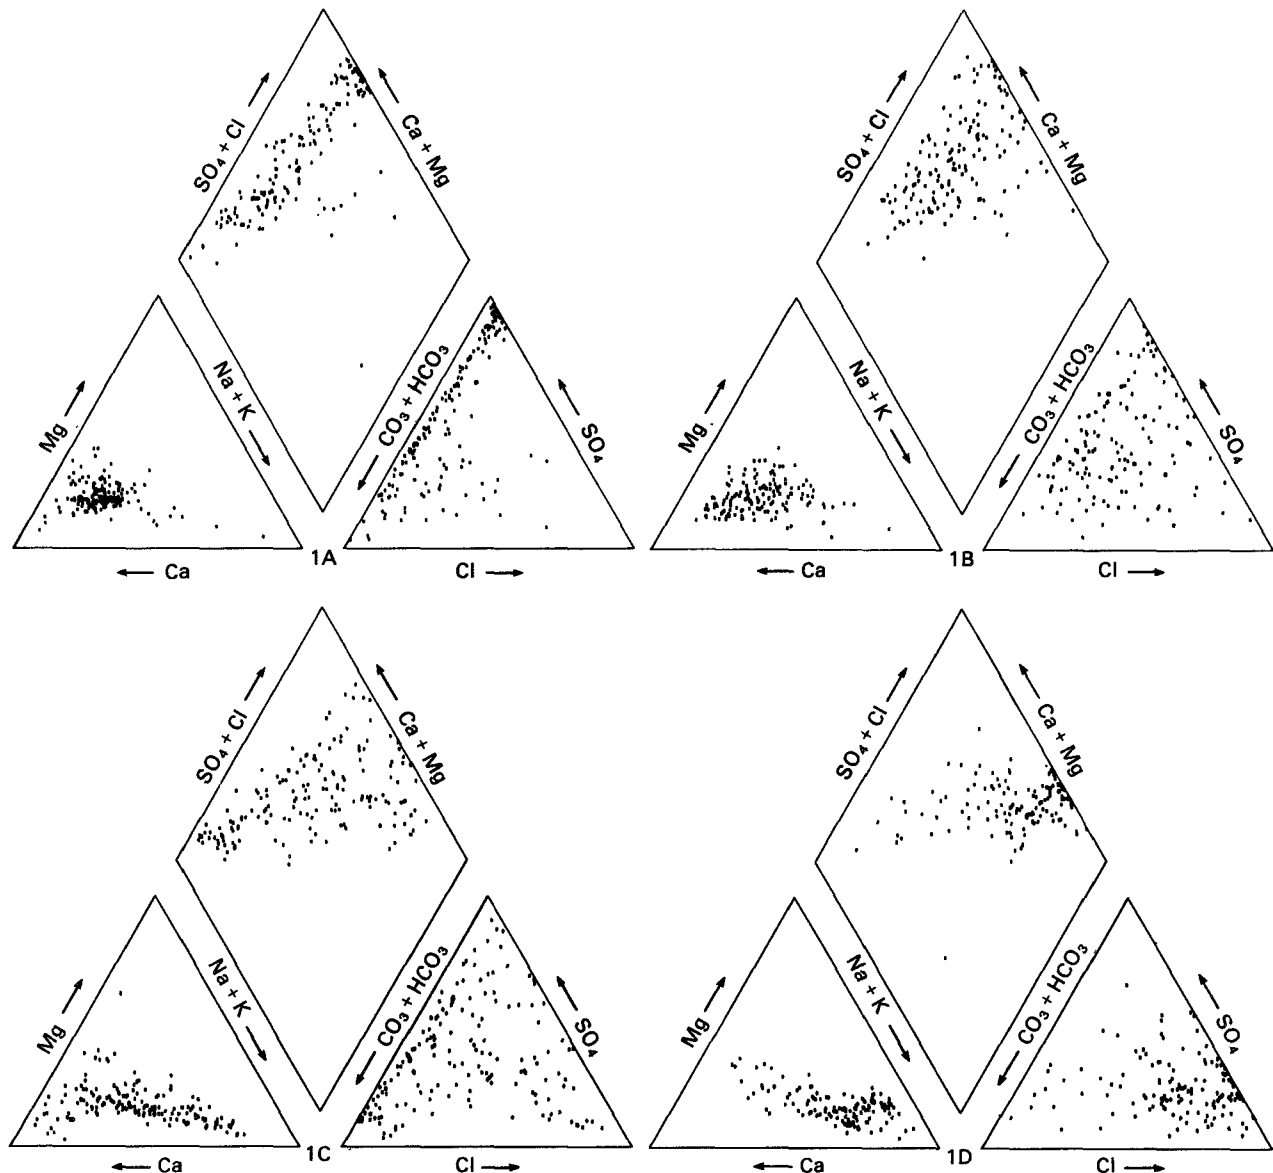 SO₄ + Cl
Ca + Mg
Mg
Na + K
CO₃ + HCO₃
SO₄
Ca
1A
Cl
SO₄ + Cl
Ca + Mg
Mg
Na + K
CO₃ + HCO₃
SO₄
Ca
1B
Cl
SO₄ + Cl
Ca + Mg
Mg
Na + K
CO₃ + HCO₃
SO₄
Ca
1C
Cl
SO₄ + Cl
Ca + Mg
Mg
Na + K
CO₃ + HCO₃
SO₄
Ca
1D
Cl